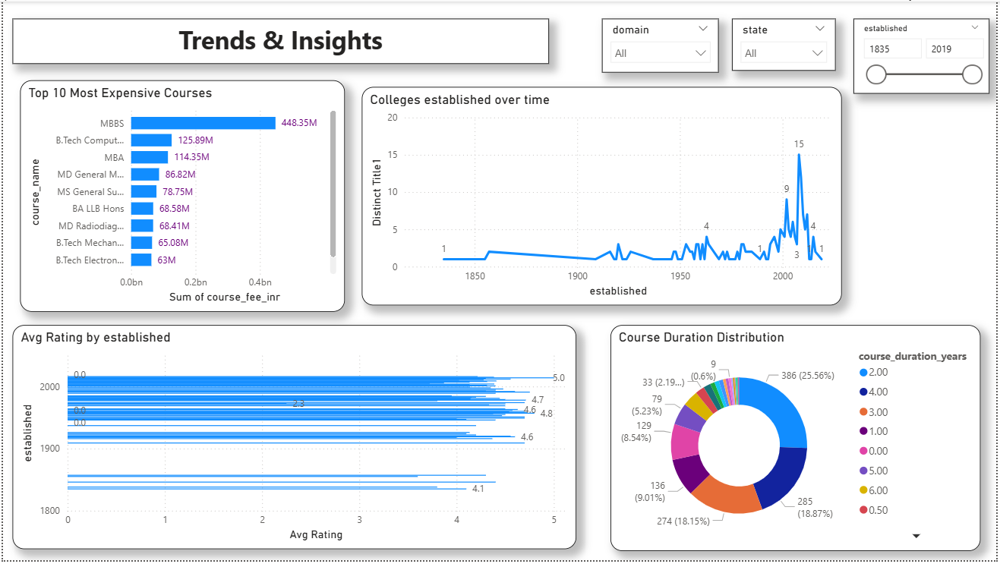 Trends & Insights
domain
All
state
All
established
1835
2019
Top 10 Most Expensive Courses
course_name
MBBS
448.35M
B.Tech Comput...
125.89M
MBA
114.35M
MD General M...
86.82M
MS General Su...
78.75M
BA LLB Hons
68.58M
MD Radiodiag...
68.41M
B.Tech Mechan...
65.08M
B.Tech Electron...
63M
0.0bn
0.2bn
0.4bn
Sum of course_fee_inr
Colleges established over time
Distinct Title1
20
15
10
5
0
1
4
1
9
15
3
4
1
1
1850
1900
1950
2000
established
Avg Rating by established
established
2000
1900
1800
0.0
5.0
4.7
2.3
0.0
4.6
4.8
0.0
4.6
4.1
0
1
2
3
4
5
Avg Rating
Course Duration Distribution
386 (25.56%)
285
(18.87%)
274 (18.15%)
136
(9.01%)
129
(8.54%)
79
(5.23%)
33 (2.19...)
9
(0.6%)
course_duration_years
2.00
4.00
3.00
1.00
0.00
5.00
6.00
0.50